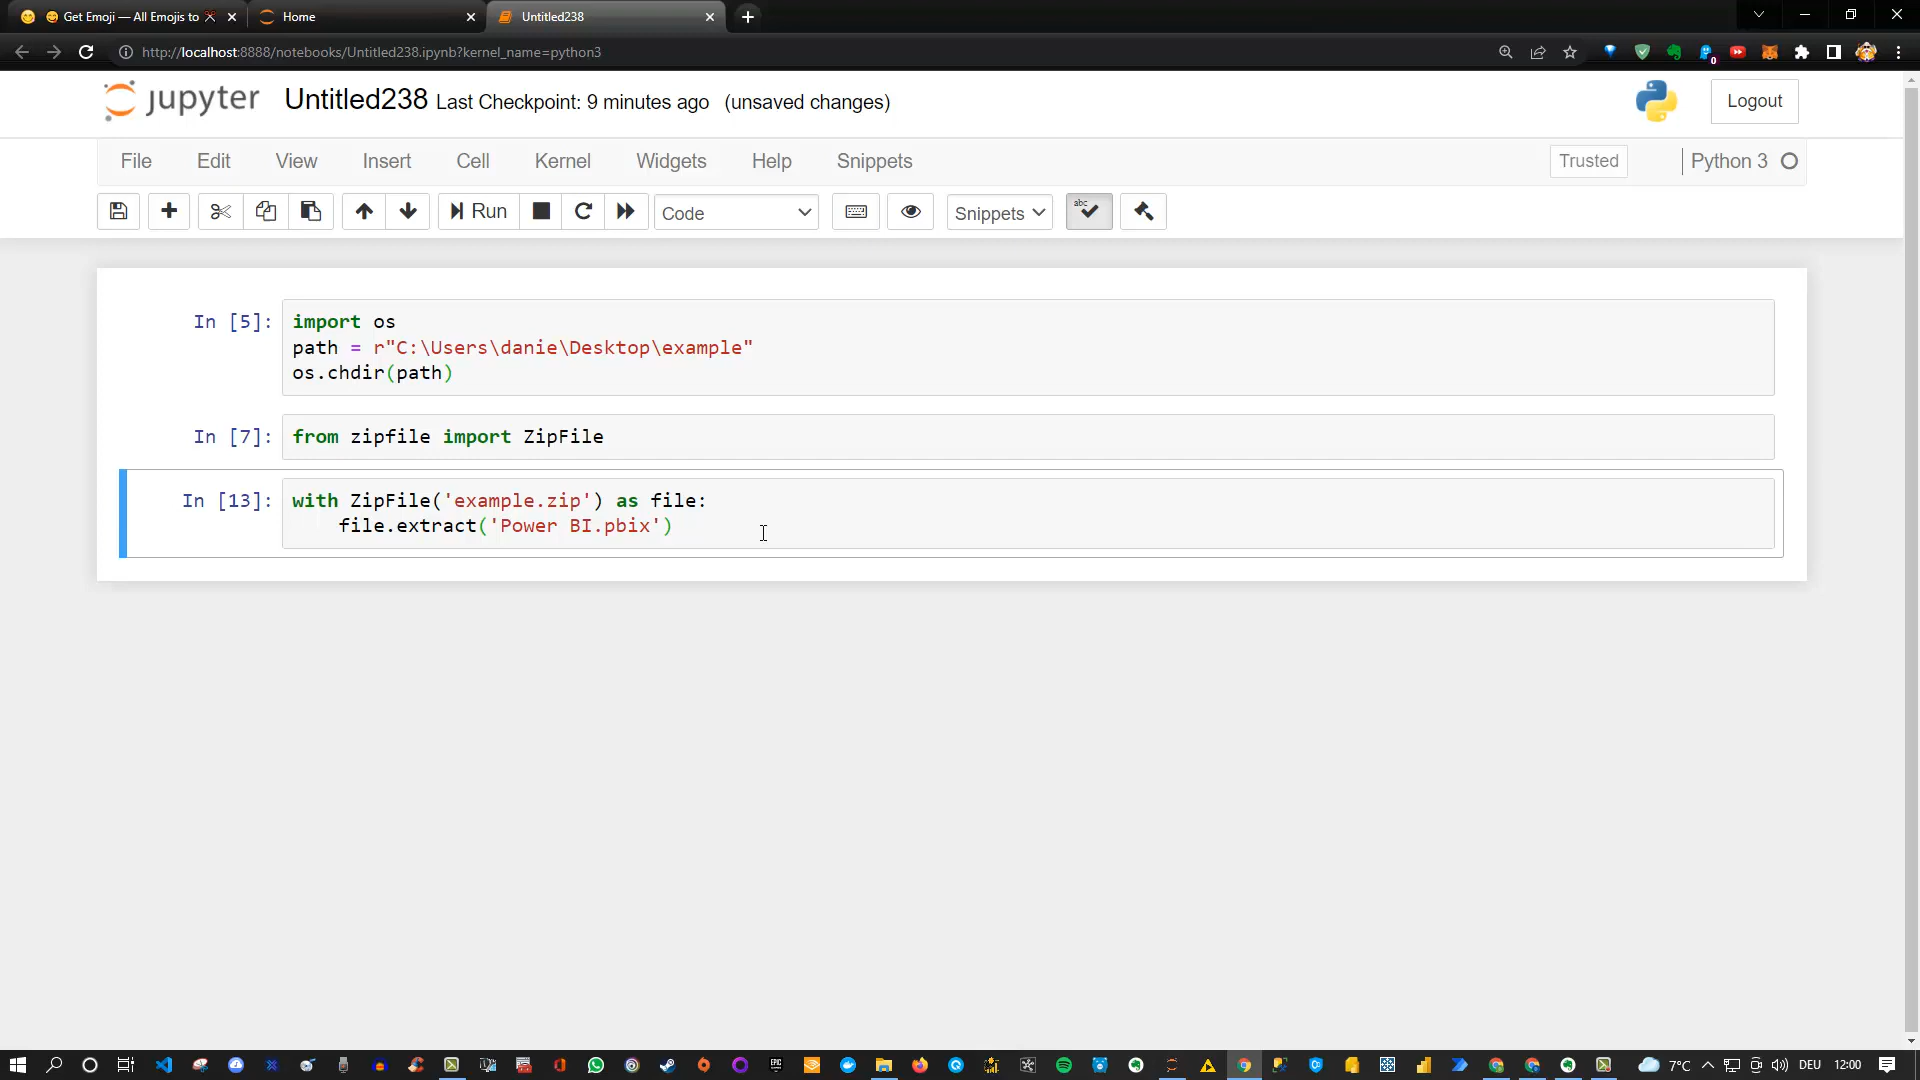 Get Emoji — All Emojis to
Home
Untitled238
http://localhost:8888/notebooks/Untitled238.ipynb?kernel_name=python3
0
jupyter
Untitled238 Last Checkpoint: 9 minutes ago (unsaved changes)
Logout
File Edit View Insert Cell Kernel Widgets Help Snippets
Trusted
Python 3
Run
Code
Snippets
abc
In [5]:
import os
path = r"C:\Users\danie\Desktop\example"
os.chdir(path)
In [7]:
from zipfile import ZipFile
In [13]:
with ZipFile('example.zip') as file:
    file.extract('Power BI.pbix')
EPIC
7°C
DEU
12:00